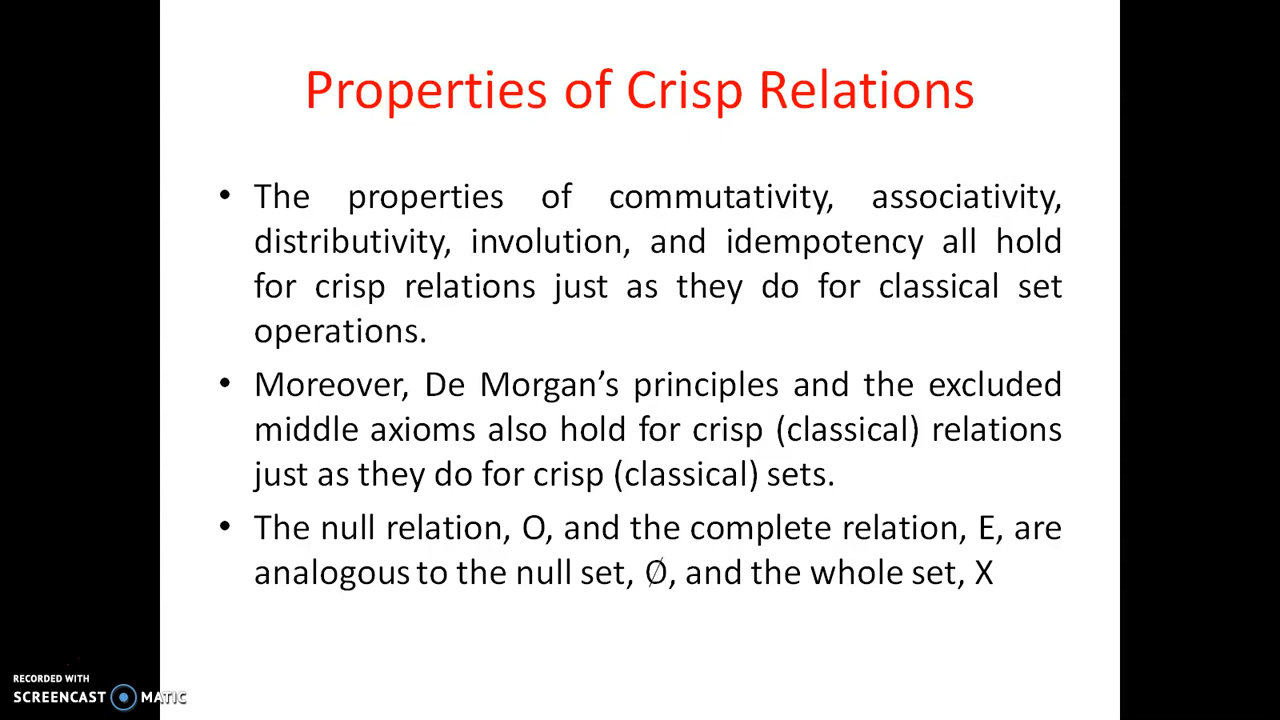 Properties of Crisp Relations
• The properties of commutativity, associativity,
distributivity, involution, and idempotency all hold
for crisp relations just as they do for classical set
operations.
• Moreover, De Morgan’s principles and the excluded
middle axioms also hold for crisp (classical) relations
just as they do for crisp (classical) sets.
• The null relation, O, and the complete relation, E, are
analogous to the null set, Ø, and the whole set, X
RECORDED WITH
SCREENCAST MATIC